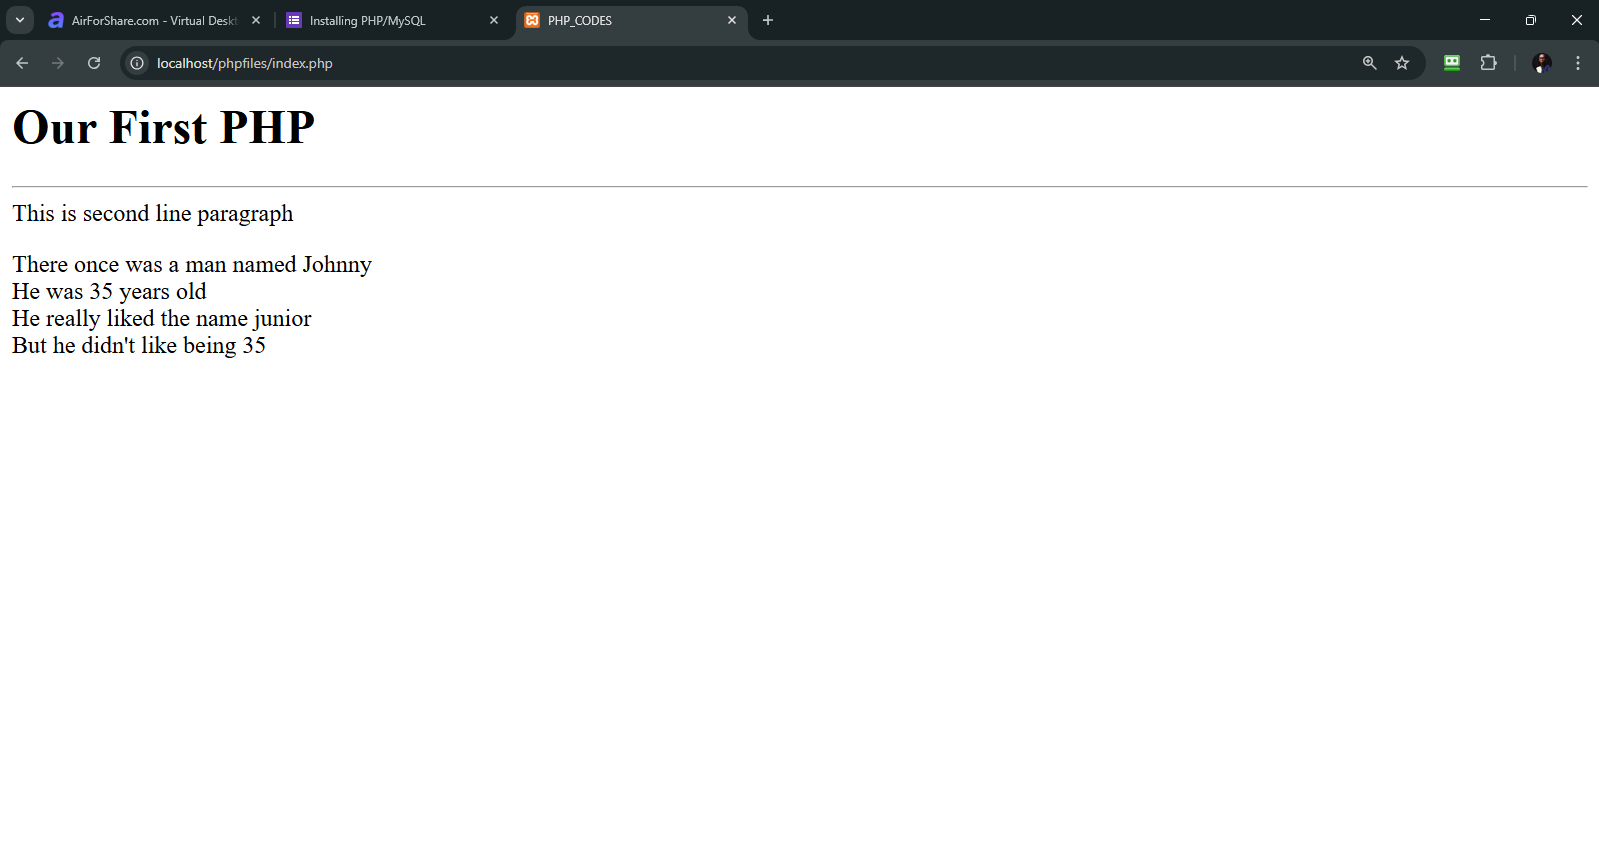 AirForShare.com - Virtual Deskt
Installing PHP/MySQL
PHP_CODES
localhost/phpfiles/index.php
Our First PHP
This is second line paragraph
There once was a man named Johnny
He was 35 years old
He really liked the name junior
But he didn't like being 35